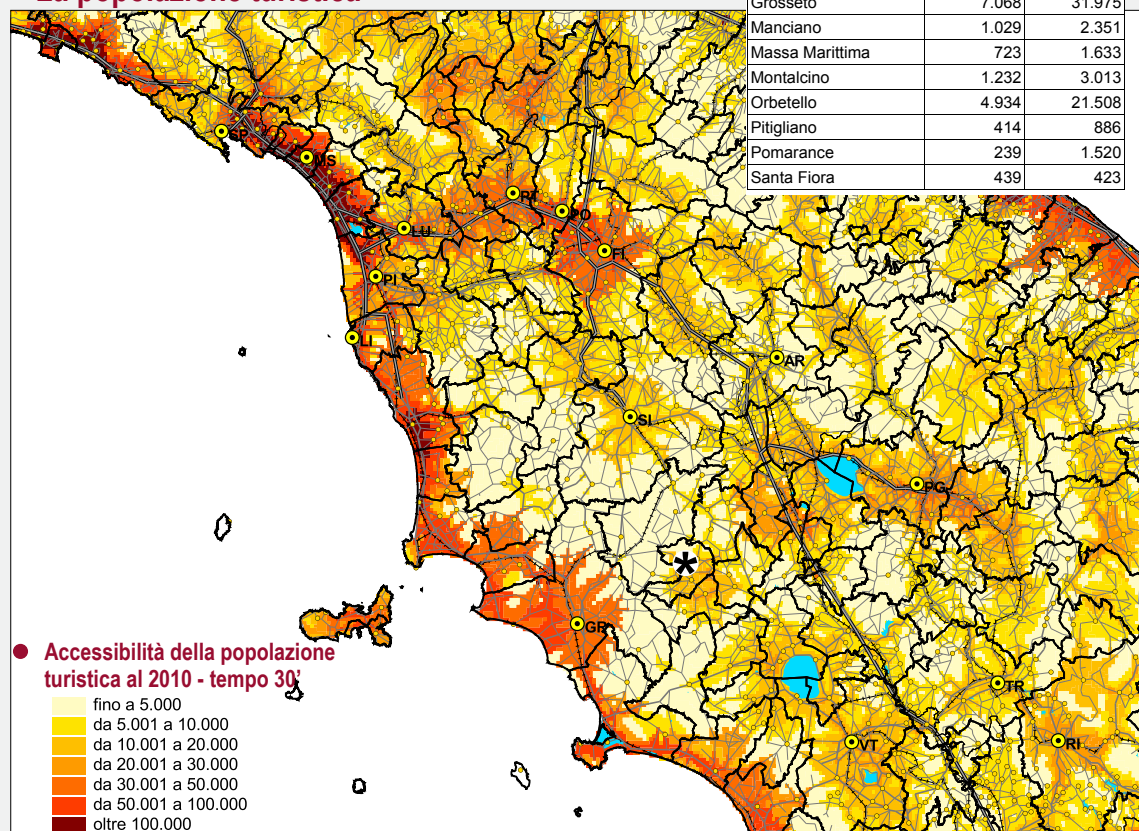 La popolazione turistica
Grosseto 7.068 31.975
Manciano 1.029 2.351
Massa Marittima 723 1.633
Montalcino 1.232 3.013
Orbetello 4.934 21.508
Pitigliano 414 886
Pomarance 239 1.520
Santa Fiora 439 423
SP
MS
PT
PO
LU
FI
PI
LI
AR
SI
PG
*
GR
TR
VT
RI
Accessibilità della popolazione
turistica al 2010 - tempo 30'
fino a 5.000
da 5.001 a 10.000
da 10.001 a 20.000
da 20.001 a 30.000
da 30.001 a 50.000
da 50.001 a 100.000
oltre 100.000